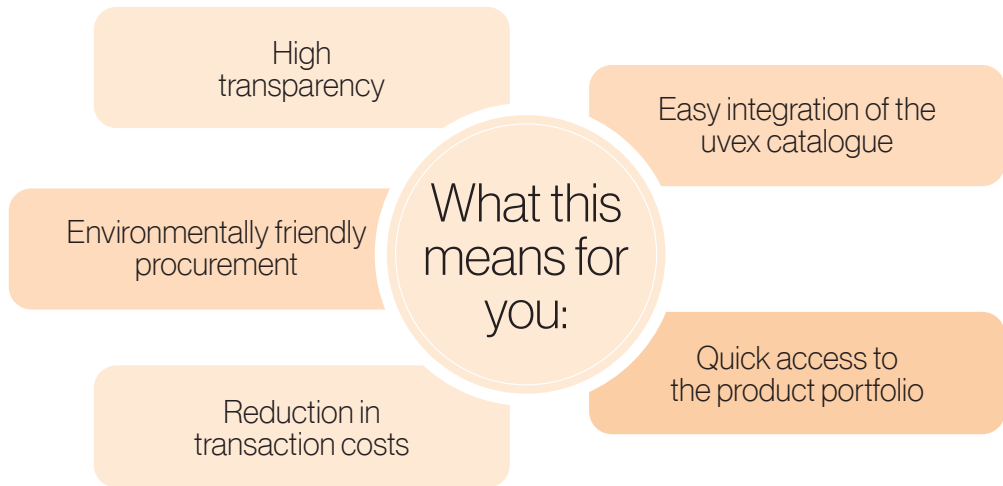 High
transparency
Easy integration of the
uvex catalogue
What this
means for
you:
Environmentally friendly
procurement
Quick access to
the product portfolio
Reduction in
transaction costs